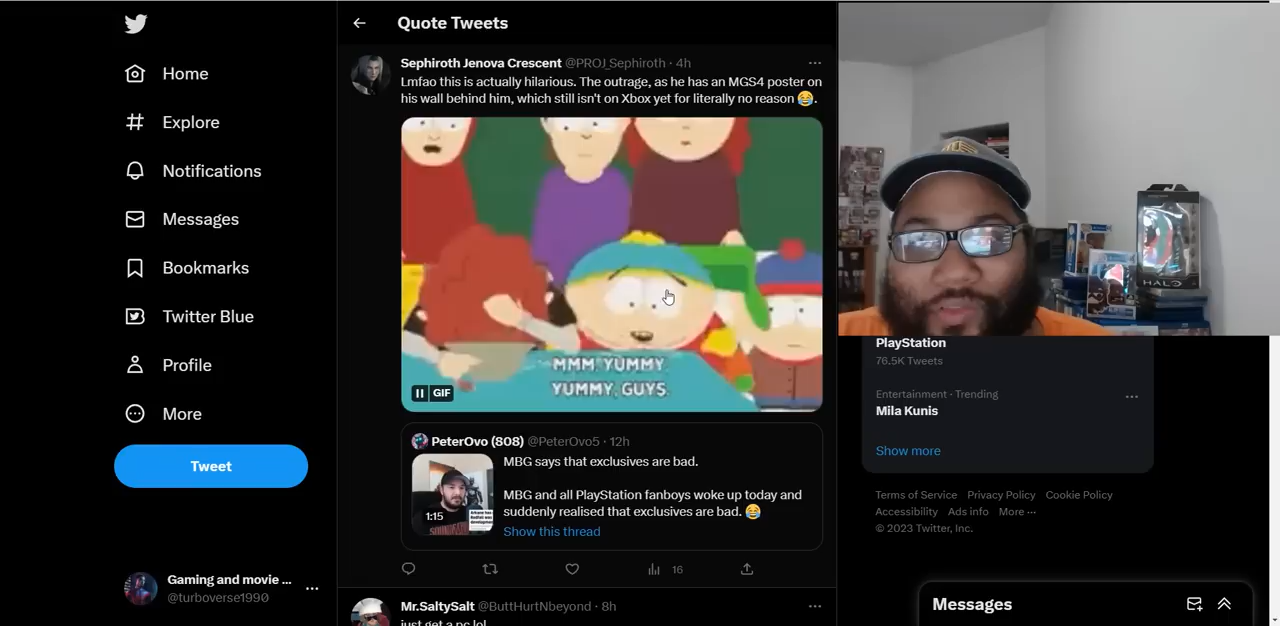 Home
Explore
Notifications
Messages
Bookmarks
Twitter Blue
Profile
More
Tweet
Gaming and movie ...
@turboverse1990
Quote Tweets
Sephiroth Jenova Crescent @PROJ_Sephiroth · 4h
Lmfao this is actually hilarious. The outrage, as he has an MGS4 poster on
his wall behind him, which still isn't on Xbox yet for literally no reason 😂.
MMM, YUMMY
YUMMY, GUYS.
GIF
PeterOvo (808) @PeterOvo5 · 12h
MBG says that exclusives are bad.
MBG and all PlayStation fanboys woke up today and
suddenly realised that exclusives are bad. 😂
Show this thread
1:15
16
Mr.SaltySalt @ButtHurtNbeyond · 8h
just get a pc lol
HALO
PlayStation
76.5K Tweets
Entertainment · Trending
Mila Kunis
Show more
Terms of Service Privacy Policy Cookie Policy
Accessibility Ads info More ···
© 2023 Twitter, Inc.
Messages